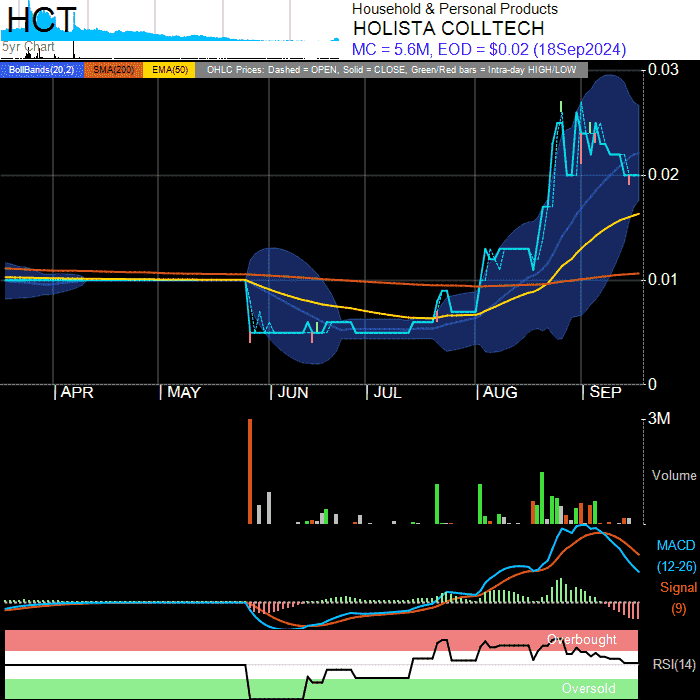 HCT
5yr Chart
Household & Personal Products
HOLISTA COLLTECH
MC = 5.6M, EOD = $0.02 (18Sep2024)
BollBands(20,2) SMA(200) EMA(50) OHLC Prices: Dashed = OPEN, Solid = CLOSE, Green/Red bars = Intra-day HIGH/LOW
0.03
0.02
0.01
0
APR MAY JUN JUL AUG SEP
3M
Volume
MACD
(12-26)
Signal
(9)
Overbought
RSI(14)
Oversold